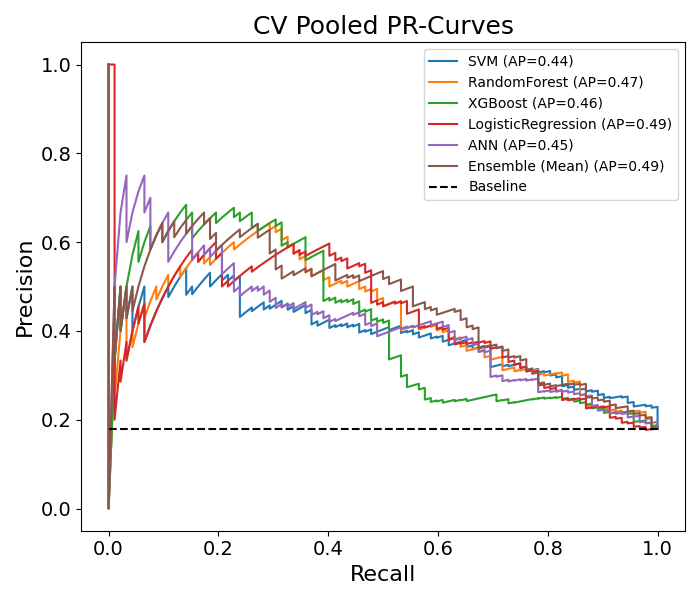 CV Pooled PR-Curves
SVM (AP=0.44)
RandomForest (AP=0.47)
XGBoost (AP=0.46)
LogisticRegression (AP=0.49)
ANN (AP=0.45)
Ensemble (Mean) (AP=0.49)
Baseline
Precision
1.0
0.8
0.6
0.4
0.2
0.0
0.0 0.2 0.4 0.6 0.8 1.0
Recall